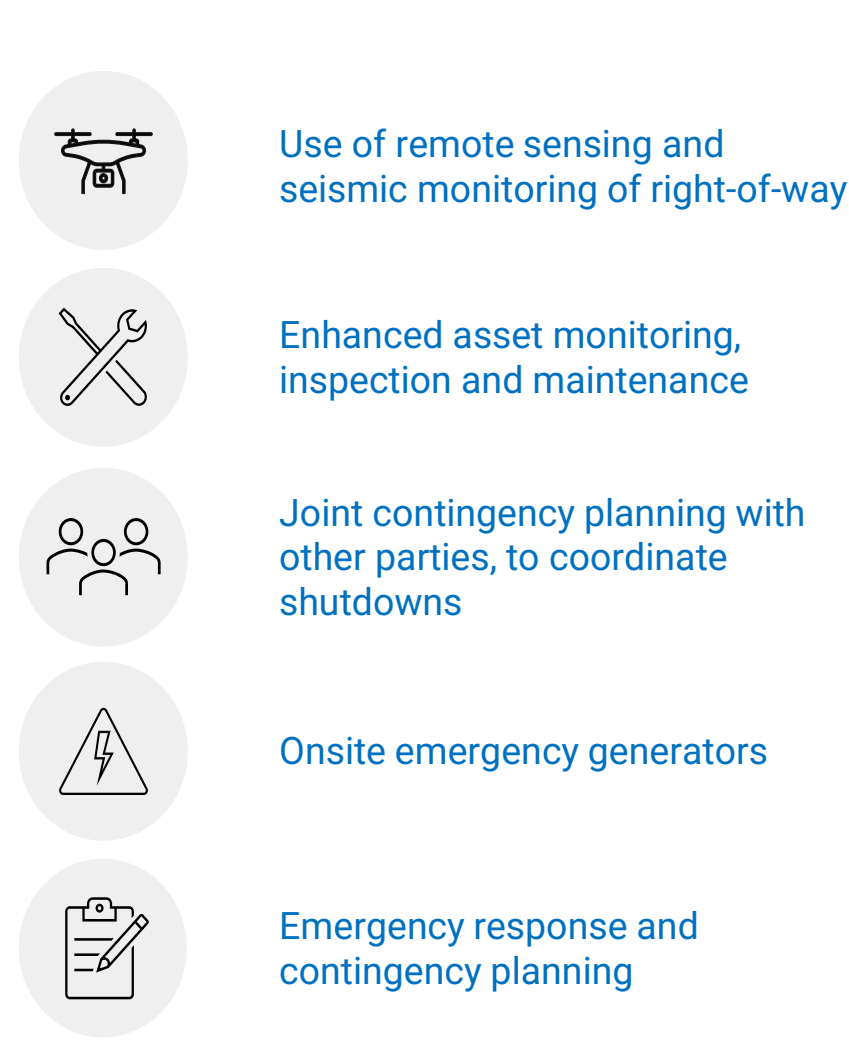 Use of remote sensing and
seismic monitoring of right-of-way
Enhanced asset monitoring,
inspection and maintenance
Joint contingency planning with
other parties, to coordinate
shutdowns
Onsite emergency generators
Emergency response and
contingency planning